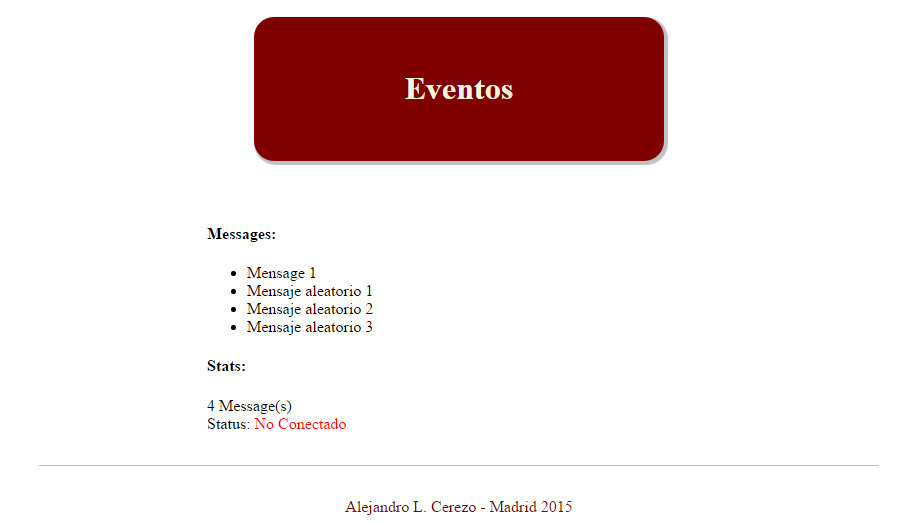 Eventos
Messages:
Mensage 1
Mensaje aleatorio 1
Mensaje aleatorio 2
Mensaje aleatorio 3
Stats:
4 Message(s)
Status: No Conectado
Alejandro L. Cerezo - Madrid 2015